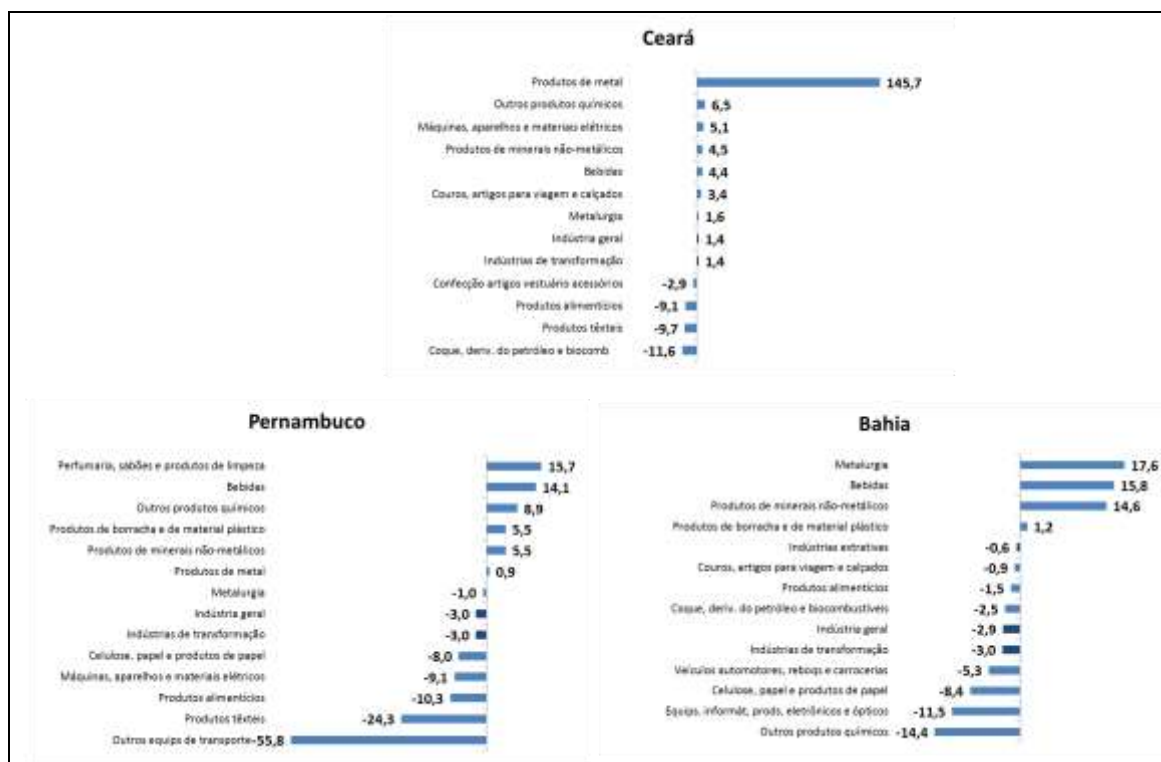 Ceará
Produtos de metal 145,7
Outros produtos químicos 6,5
Máquinas, aparelhos e materiais elétricos 5,1
Produtos de minerais não-metálicos 4,5
Bebidas 4,4
Couros, artigos para viagem e calçados 3,4
Metalurgia 1,6
Indústria geral 1,4
Indústrias de transformação 1,4
Confecção artigos vestuário acessórios -2,9
Produtos alimentícios -9,1
Produtos têxteis -9,7
Coque, deriv. do petróleo e biocomb -11,6
Pernambuco
Perfumaria, sabões e produtos de limpeza 15,7
Bebidas 14,1
Outros produtos químicos 8,9
Produtos de borracha e de material plástico 5,5
Produtos de minerais não-metálicos 5,5
Produtos de metal 0,9
Metalurgia -1,0
Indústria geral -3,0
Indústrias de transformação -3,0
Celulose, papel e produtos de papel -8,0
Máquinas, aparelhos e materiais elétricos -9,1
Produtos alimentícios -10,3
Produtos têxteis -24,3
Outros equips de transporte -55,8
Bahia
Metalurgia 17,6
Bebidas 15,8
Produtos de minerais não-metálicos 14,6
Produtos de borracha e de material plástico 1,2
Indústrias extrativas -0,6
Couros, artigos para viagem e calçados -0,9
Produtos alimentícios -1,5
Coque, deriv. do petróleo e biocombustíveis -2,5
Indústria geral -2,9
Indústrias de transformação -3,0
Veículos automotores, reboqs e carrocerias -5,3
Celulose, papel e produtos de papel -8,4
Equips, informát, prods, eletrônicos e ópticos -11,5
Outros produtos químicos -14,4